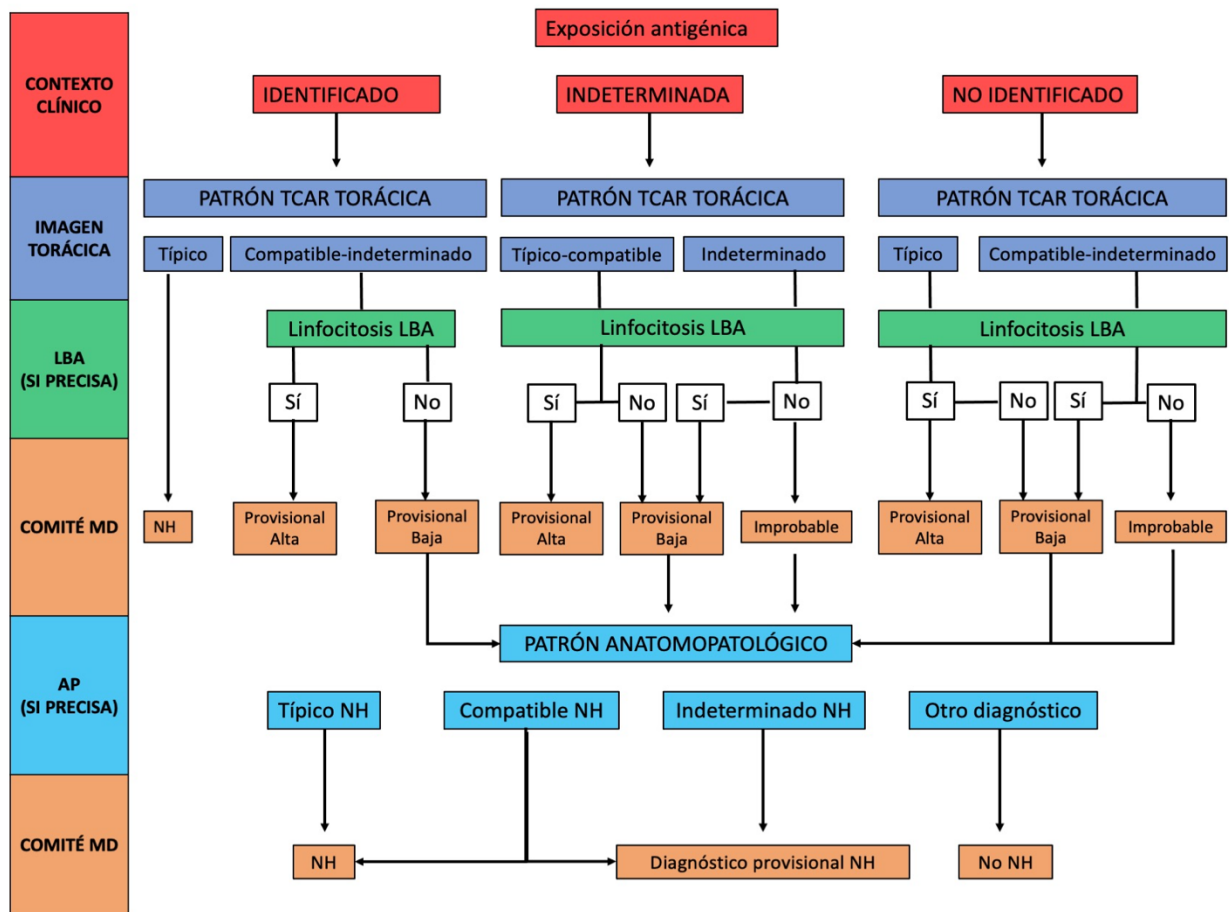 Exposición antigénica
CONTEXTO
CLÍNICO
IDENTIFICADO
INDETERMINADA
NO IDENTIFICADO
IMAGEN
TORÁCICA
PATRÓN TCAR TORÁCICA
PATRÓN TCAR TORÁCICA
PATRÓN TCAR TORÁCICA
Típico
Compatible-indeterminado
Típico-compatible
Indeterminado
Típico
Compatible-indeterminado
LBA
(SI PRECISA)
Linfocitosis LBA
Linfocitosis LBA
Linfocitosis LBA
Sí
No
Sí
No
Sí
No
Sí
No
Sí
No
COMITÉ MD
NH
Provisional
Alta
Provisional
Baja
Provisional
Alta
Provisional
Baja
Improbable
Provisional
Alta
Provisional
Baja
Improbable
AP
(SI PRECISA)
PATRÓN ANATOMOPATOLÓGICO
Típico NH
Compatible NH
Indeterminado NH
Otro diagnóstico
COMITÉ MD
NH
Diagnóstico provisional NH
No NH